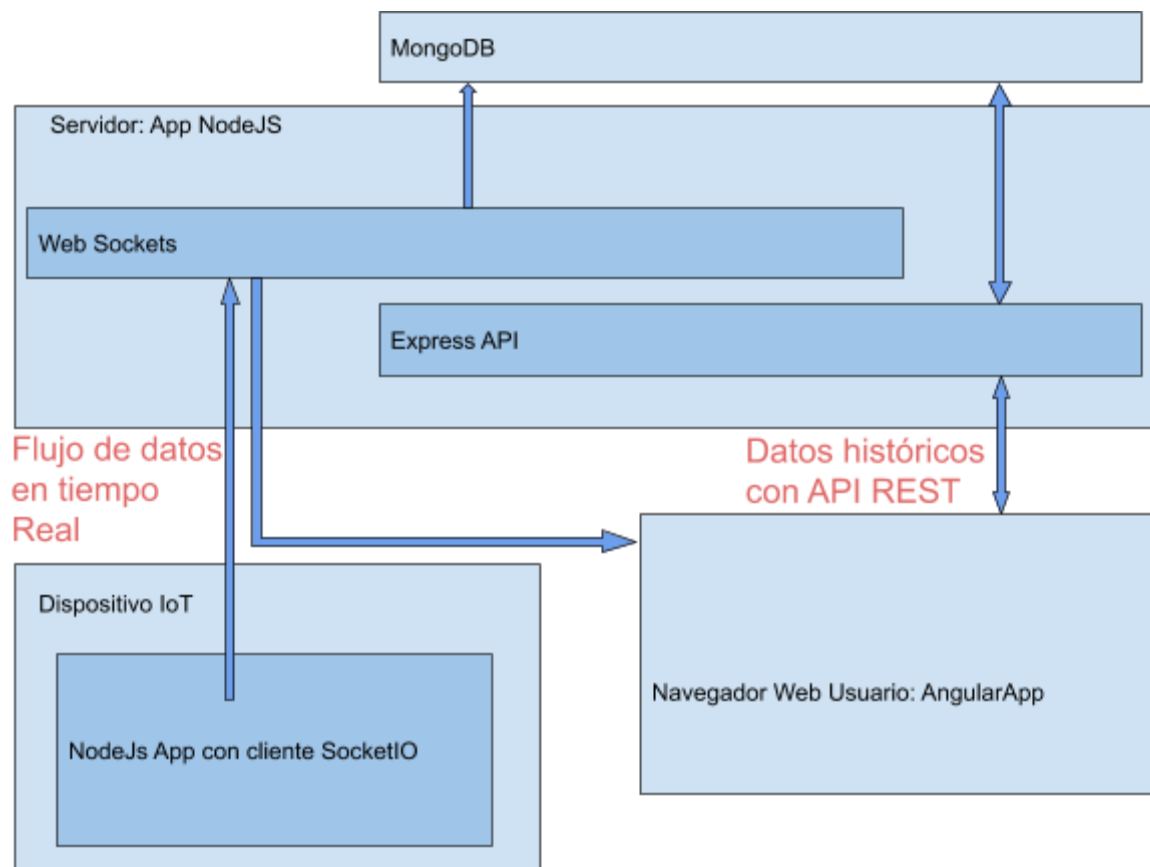 MongoDB
Servidor: App NodeJS
Web Sockets
Express API
Flujo de datos
en tiempo
Real
Datos históricos
con API REST
Dispositivo IoT
NodeJs App con cliente SocketIO
Navegador Web Usuario: AngularApp